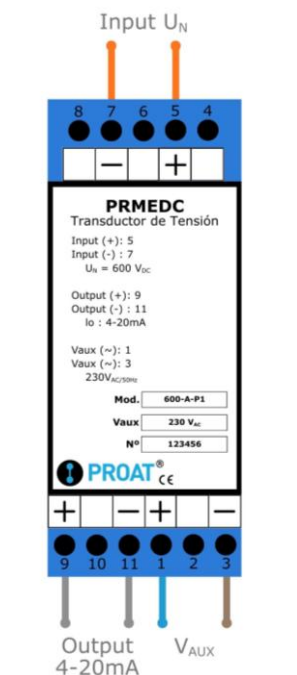 Input UN
8 7 6 5 4
− +
PRMEDC
Transductor de Tensión
Input (+): 5
Input (-) : 7
UN = 600 VDC
Output (+): 9
Output (-) : 11
Io : 4-20mA
Vaux (~): 1
Vaux (~): 3
230VAC/50Hz
Mod. 600-A-P1
Vaux 230 VAC
Nº 123456
PROAT® CE
+ − + −
9 10 11 1 2 3
Output VAUX
4-20mA